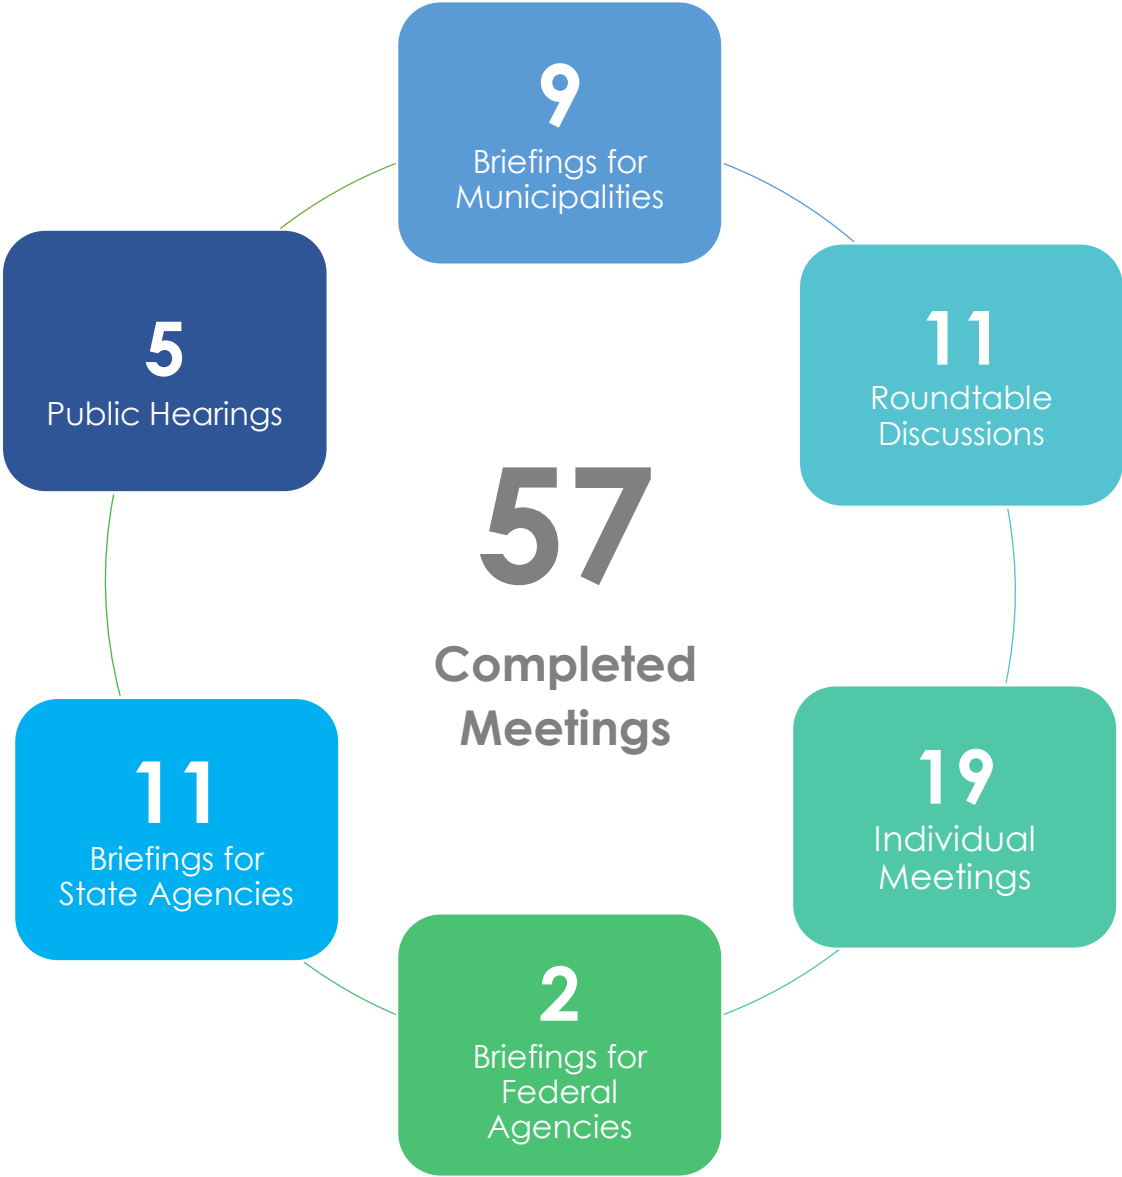 9
Briefings for
Municipalities
11
Roundtable
Discussions
19
Individual
Meetings
2
Briefings for
Federal
Agencies
11
Briefings for
State Agencies
5
Public Hearings
57
Completed
Meetings